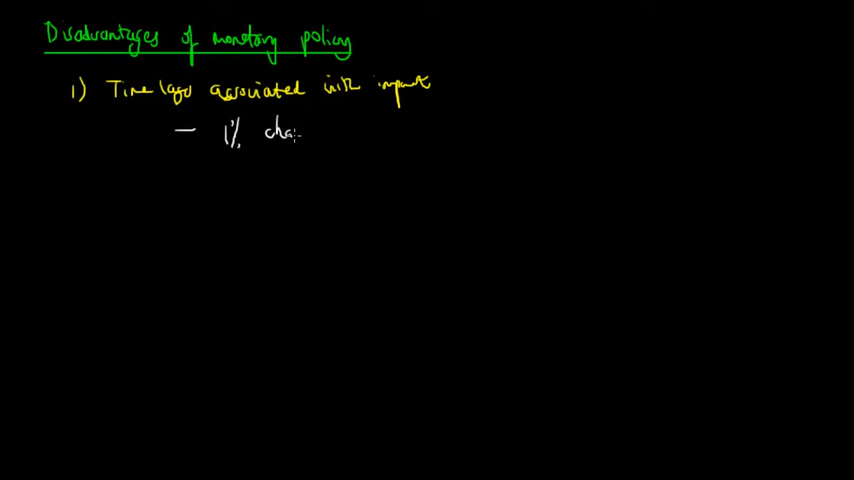 Disadvantages of monetary policy
1) Time lags associated with impact
— 1% cha